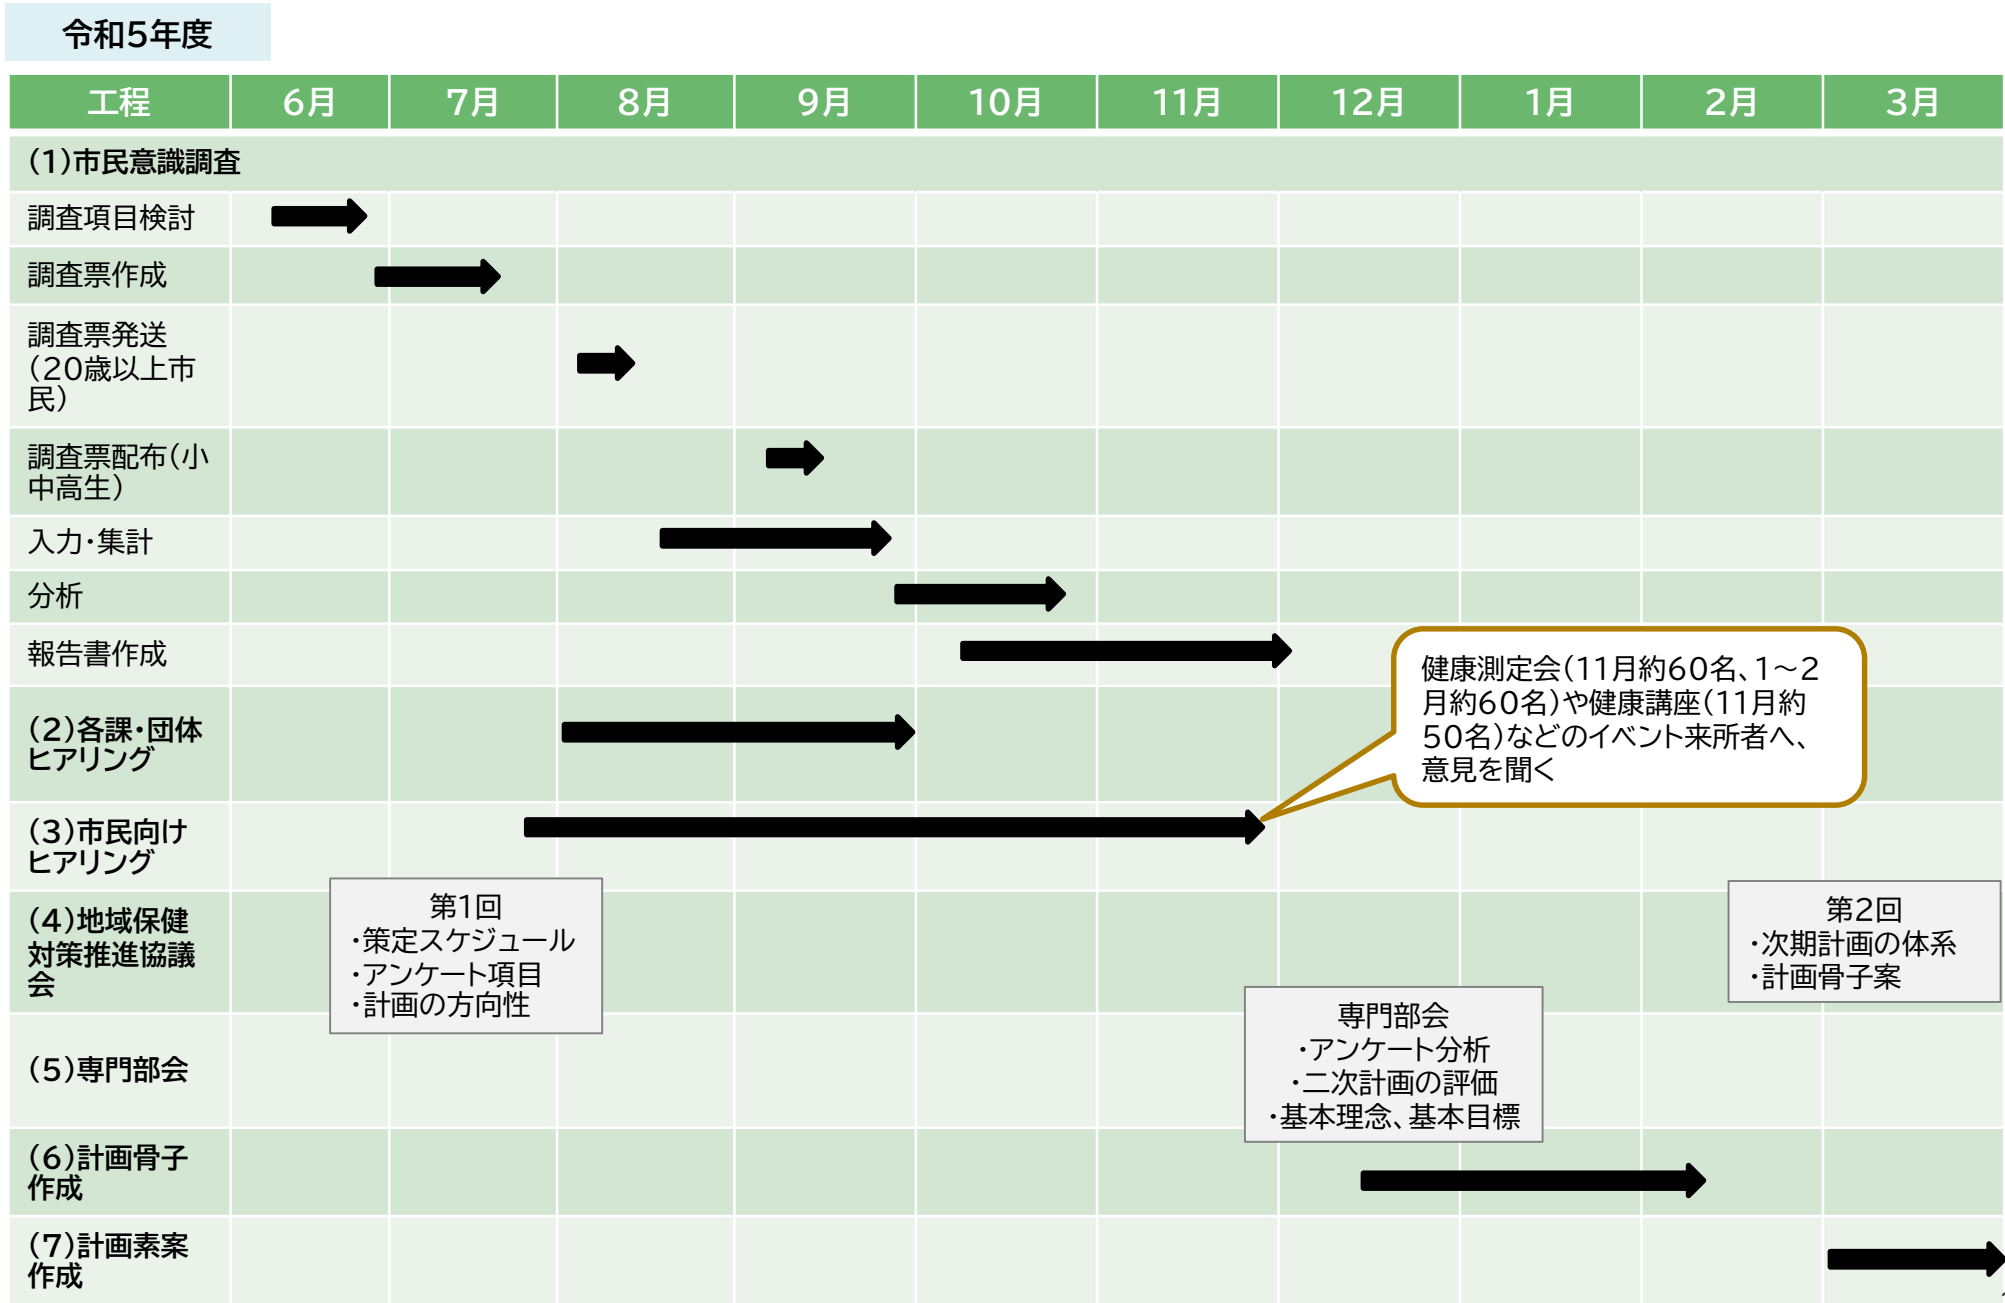 令和5年度
工程 6月 7月 8月 9月 10月 11月 12月 1月 2月 3月
(1)市民意識調査
調査項目検討
調査票作成
調査票発送
(20歳以上市
民)
調査票配布(小
中高生)
入力・集計
分析
報告書作成
健康測定会(11月約60名、1~2
月約60名)や健康講座(11月約
50名)などのイベント来所者へ、
意見を聞く
(2)各課・団体
ヒアリング
(3)市民向け
ヒアリング
(4)地域保健
対策推進協議
会
第1回
・策定スケジュール
・アンケート項目
・計画の方向性
第2回
・次期計画の体系
・計画骨子案
(5)専門部会
専門部会
・アンケート分析
・二次計画の評価
・基本理念、基本目標
(6)計画骨子
作成
(7)計画素案
作成